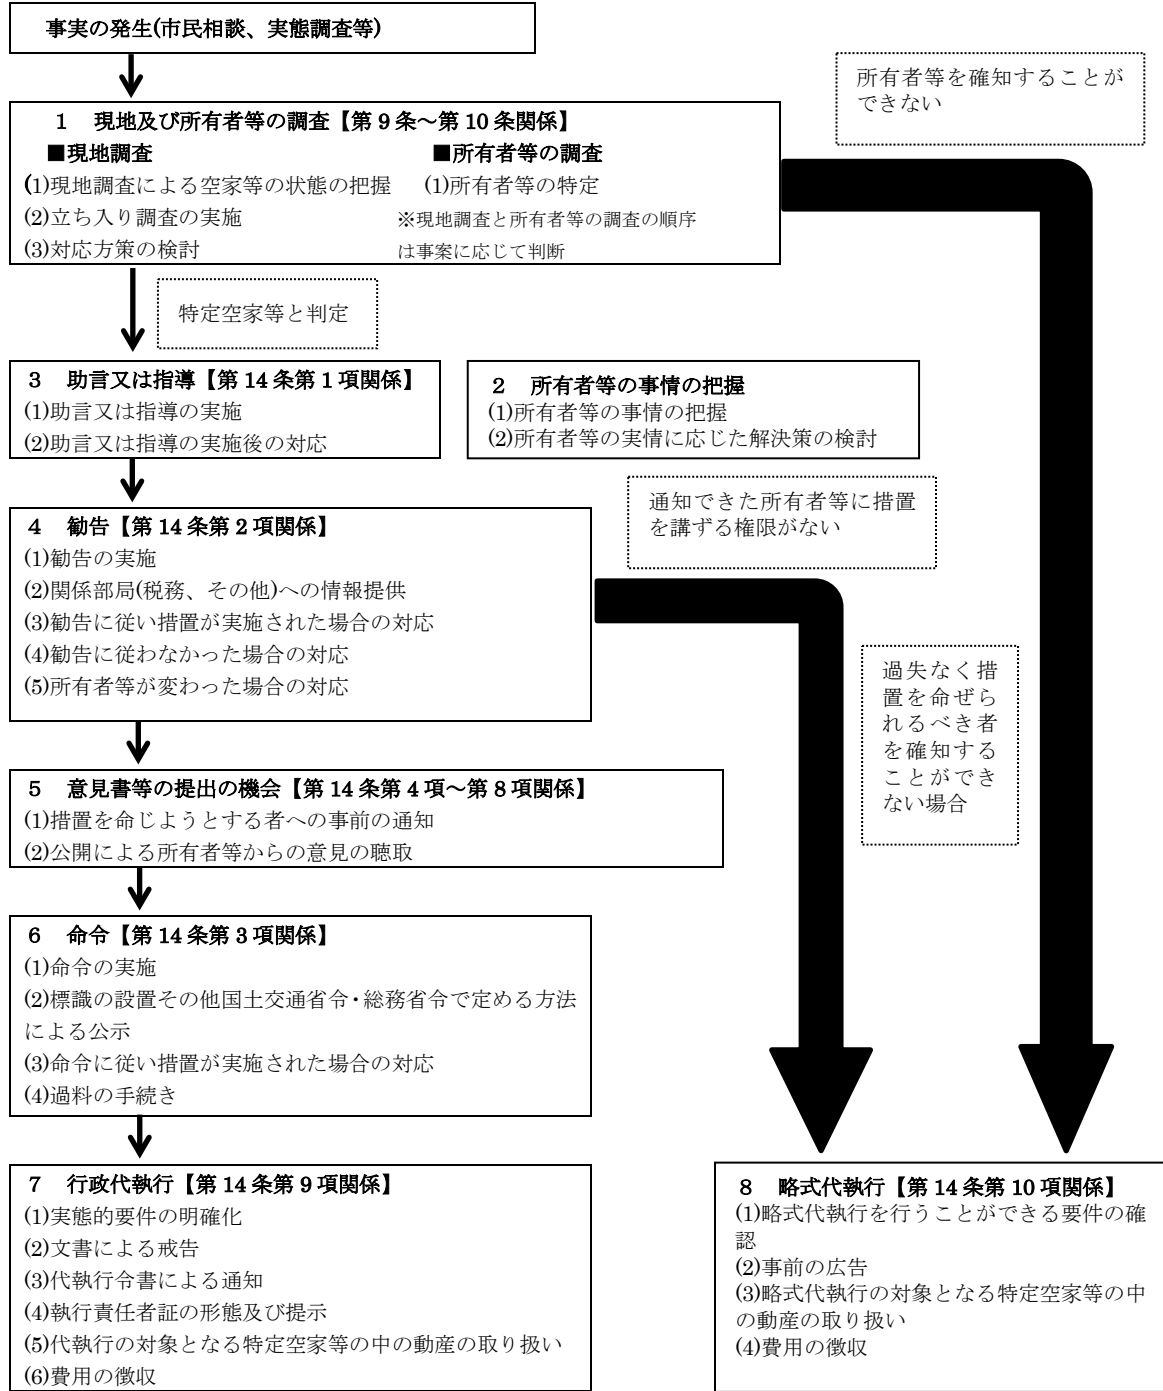 事実の発生(市民相談、実態調査等)
所有者等を確知することが
できない
1 現地及び所有者等の調査【第9条～第10条関係】
■現地調査 ■所有者等の調査
(1)現地調査による空家等の状態の把握 (1)所有者等の特定
(2)立ち入り調査の実施 ※現地調査と所有者等の調査の順序
(3)対応方策の検討 は事案に応じて判断
特定空家等と判定
3 助言又は指導【第14条第1項関係】
(1)助言又は指導の実施
(2)助言又は指導の実施後の対応
2 所有者等の事情の把握
(1)所有者等の事情の把握
(2)所有者等の実情に応じた解決策の検討
通知できた所有者等に措置
を講ずる権限がない
4 勧告【第14条第2項関係】
(1)勧告の実施
(2)関係部局(税務、その他)への情報提供
(3)勧告に従い措置が実施された場合の対応
(4)勧告に従わなかった場合の対応
(5)所有者等が変わった場合の対応
過失なく措
置を命ぜら
れるべき者
を確知する
ことができ
ない場合
5 意見書等の提出の機会【第14条第4項～第8項関係】
(1)措置を命じようとする者への事前の通知
(2)公開による所有者等からの意見の聴取
6 命令【第14条第3項関係】
(1)命令の実施
(2)標識の設置その他国土交通省令・総務省令で定める方法
による公示
(3)命令に従い措置が実施された場合の対応
(4)過料の手続き
7 行政代執行【第14条第9項関係】
(1)実態的要件の明確化
(2)文書による戒告
(3)代執行令書による通知
(4)執行責任者証の形態及び提示
(5)代執行の対象となる特定空家等の中の動産の取り扱い
(6)費用の徴収
8 略式代執行【第14条第10項関係】
(1)略式代執行を行うことができる要件の確
認
(2)事前の広告
(3)略式代執行の対象となる特定空家等の中
の動産の取り扱い
(4)費用の徴収